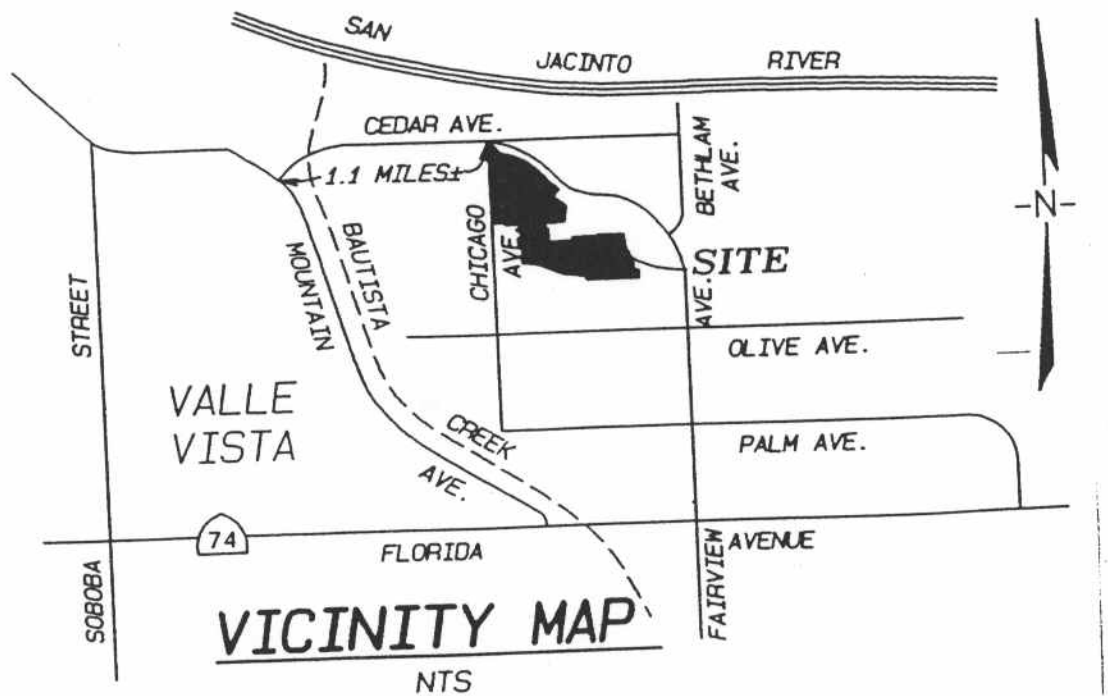 SAN
JACINTO
RIVER
CEDAR AVE.
1.1 MILES±
BETHLAM
AVE.
-N-
CHICAGO
AVE.
SITE
BAUTISTA
MOUNTAIN
STREET
AVE.
OLIVE AVE.
VALLE
VISTA
CREEK
AVE.
PALM AVE.
74
FLORIDA
AVENUE
FAIRVIEW
SOBOBA
VICINITY MAP
NTS